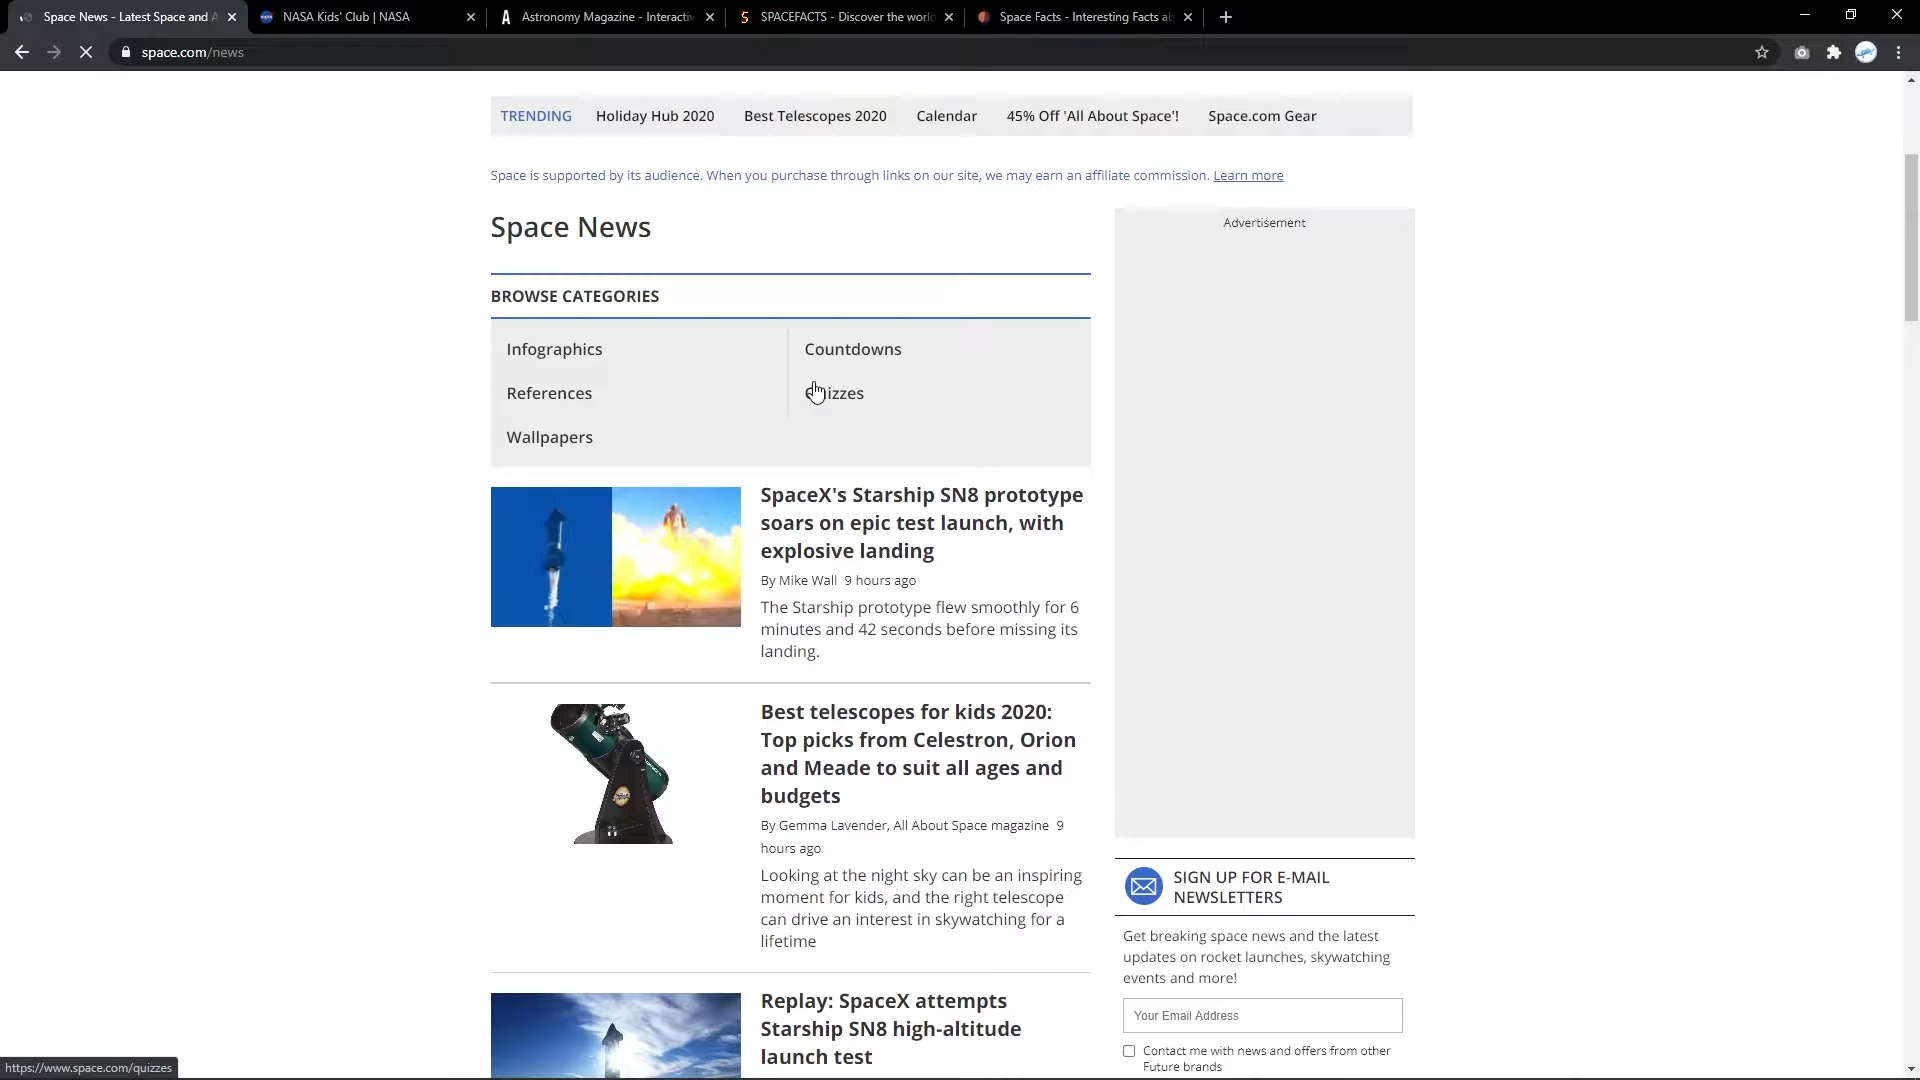 Space News - Latest Space and A
NASA Kids' Club | NASA
Astronomy Magazine - Interactiv
SPACEFACTS - Discover the world
Space Facts - Interesting Facts ab
space.com/news
TRENDING Holiday Hub 2020 Best Telescopes 2020 Calendar 45% Off 'All About Space'! Space.com Gear
Space is supported by its audience. When you purchase through links on our site, we may earn an affiliate commission. Learn more
Space News
BROWSE CATEGORIES
Infographics
Countdowns
References
Wallpapers
SpaceX's Starship SN8 prototype
soars on epic test launch, with
explosive landing
By Mike Wall 9 hours ago
The Starship prototype flew smoothly for 6
minutes and 42 seconds before missing its
landing.
Best telescopes for kids 2020:
Top picks from Celestron, Orion
and Meade to suit all ages and
budgets
By Gemma Lavender, All About Space magazine 9
hours ago
Looking at the night sky can be an inspiring
moment for kids, and the right telescope
can drive an interest in skywatching for a
lifetime
Replay: SpaceX attempts
Starship SN8 high-altitude
launch test
Advertisement
SIGN UP FOR E-MAIL
NEWSLETTERS
Get breaking space news and the latest
updates on rocket launches, skywatching
events and more!
Your Email Address
Contact me with news and offers from other
Future brands
https://www.space.com/quizzes